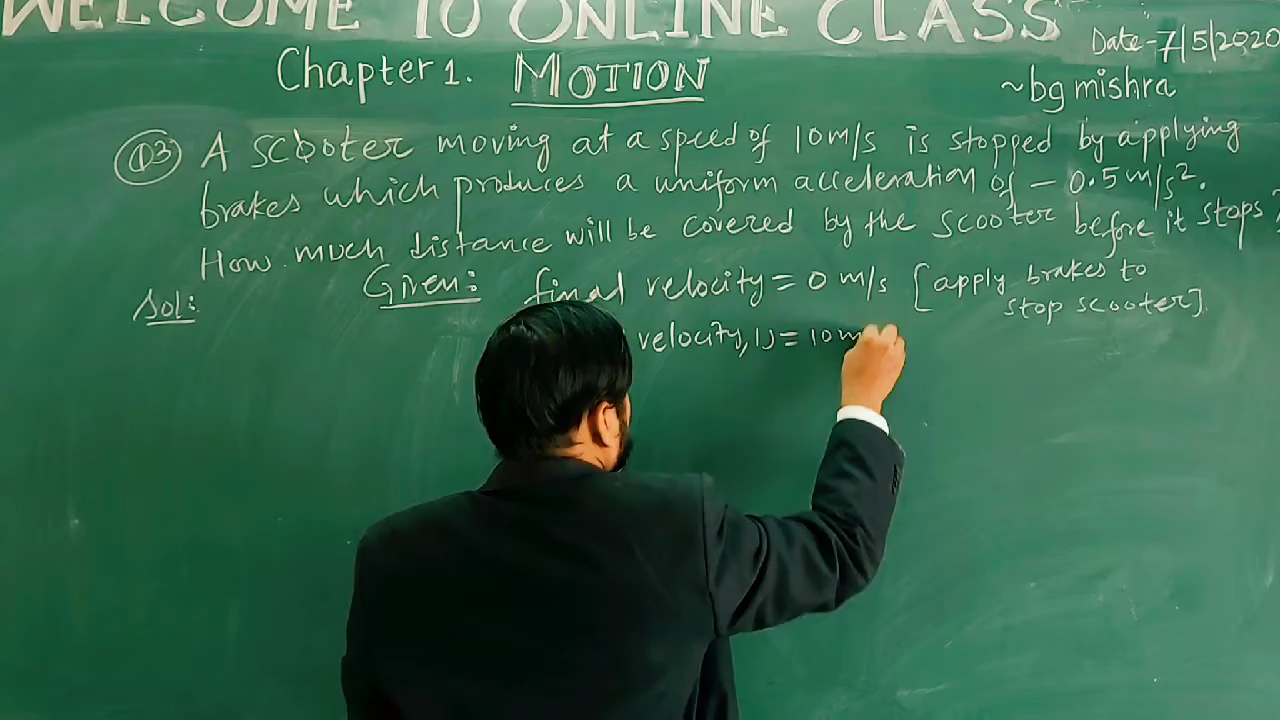 WELCOME TO ONLINE CLASS
Date-7/5/2020
Chapter 1. MOTION
~bg mishra
Q3 A scooter moving at a speed of 10m/s is stopped by applying
brakes which produces a uniform acceleration of - 0.5 m/s².
How much distance will be covered by the scooter before it stops?
Sol: Given: final velocity = 0 m/s [apply brakes to
stop scooter].
velocity, u = 10m